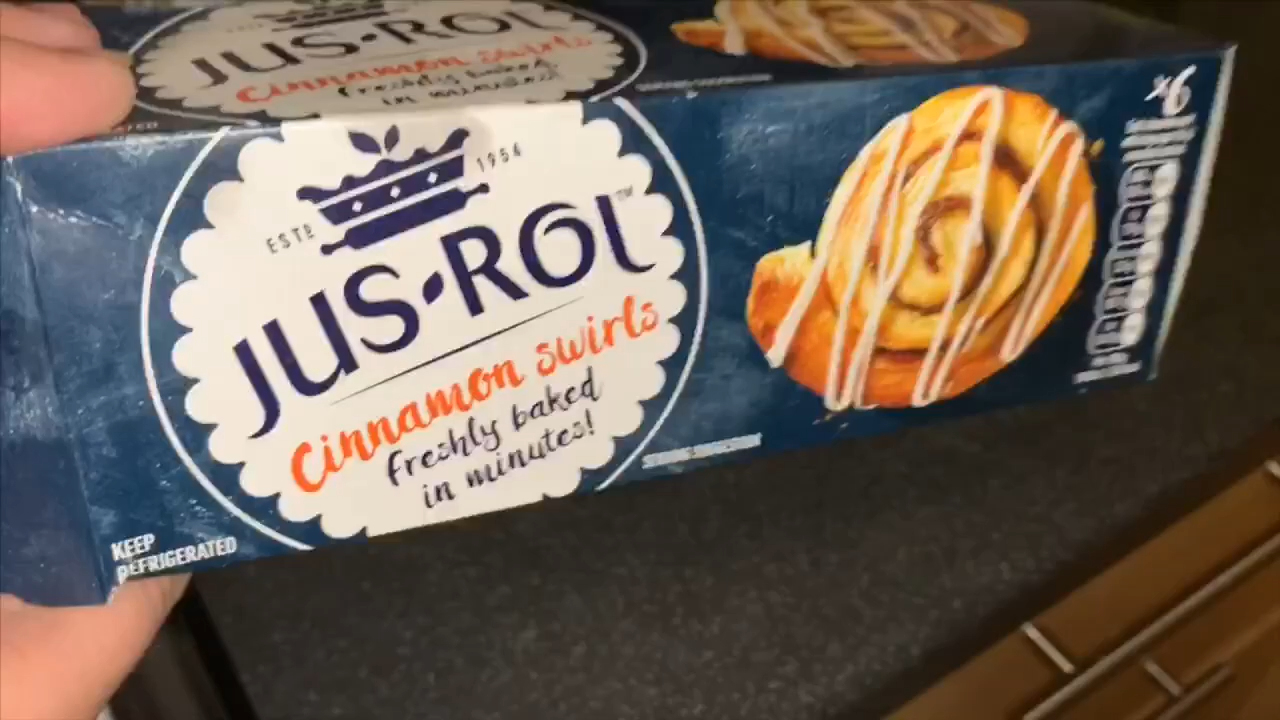 JUS-ROL
Cinnamon swirls
freshly baked
in minutes!
ESTD 1954
JUS•ROL™
Cinnamon swirls
freshly baked
in minutes!
x6
KEEP
REFRIGERATED